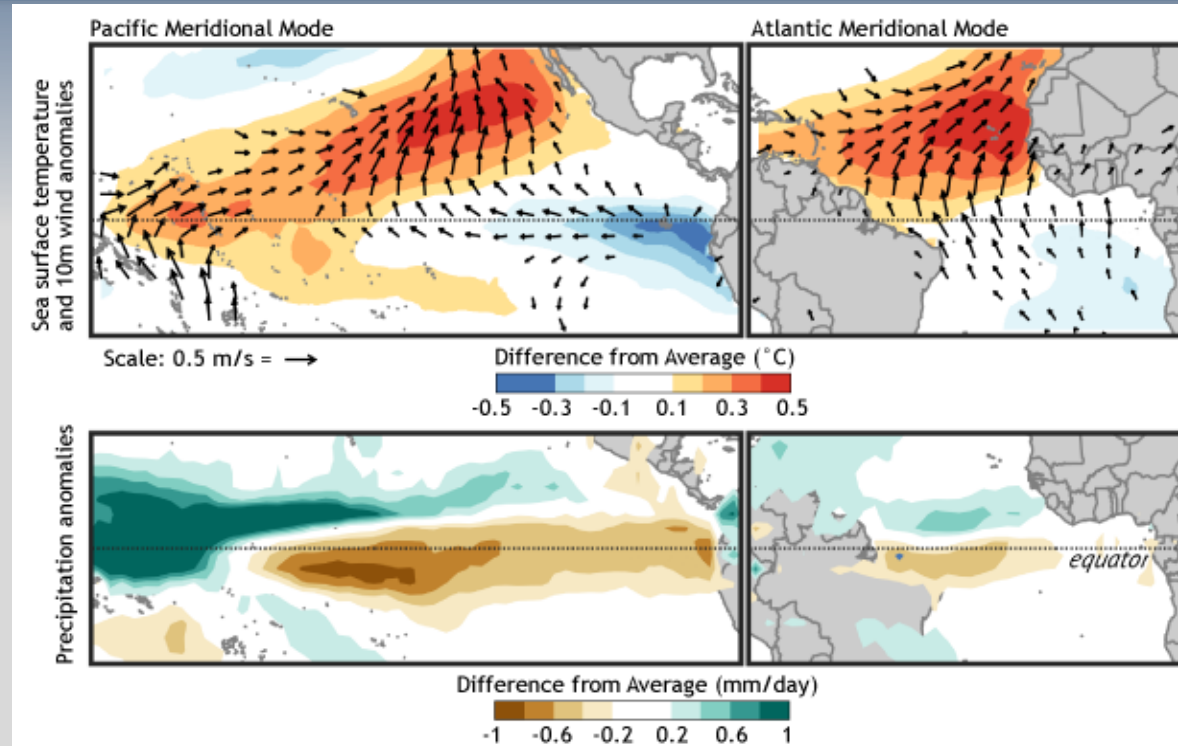 Pacific Meridional Mode
Atlantic Meridional Mode
Sea surface temperature
and 10m wind anomalies
Scale: 0.5 m/s = →
Difference from Average (˚C)
-0.5 -0.3 -0.1 0.1 0.3 0.5
Precipitation anomalies
equator
Difference from Average (mm/day)
-1 -0.6 -0.2 0.2 0.6 1